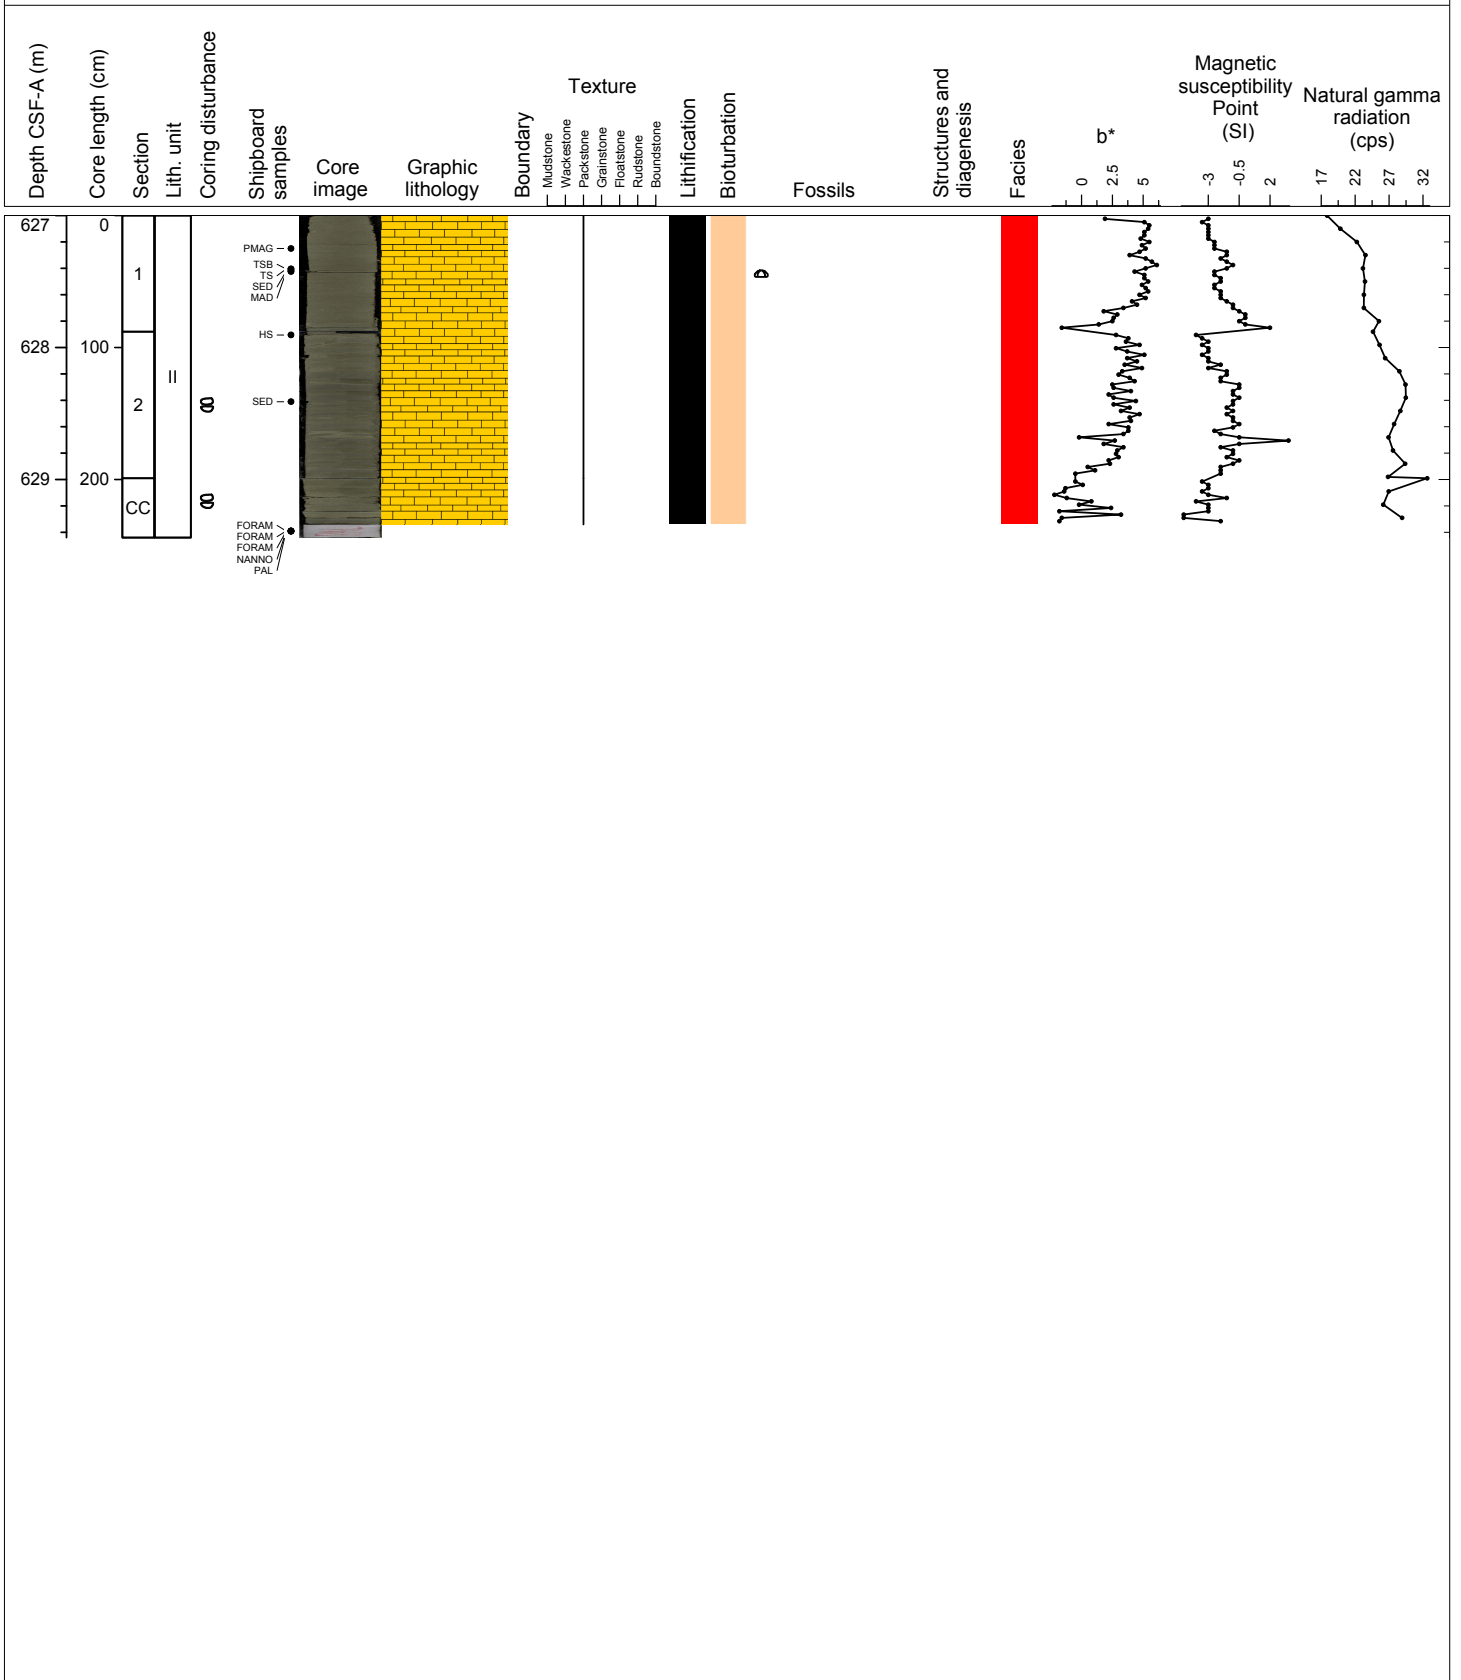 Depth CSF-A (m)
Core length (cm)
Section
Lith. unit
Coring disturbance
Shipboard
samples
Core
image
Graphic
lithology
Boundary
Texture
Mudstone
Wackestone
Packstone
Grainstone
Floatstone
Rudstone
Boundstone
Lithification
Bioturbation
Fossils
Structures and
diagenesis
Facies
b*
0
2.5
5
Magnetic
susceptibility
Point
(SI)
-3
-0.5
2
Natural gamma
radiation
(cps)
17
22
27
32
627
0
1
PMAG
TSB
TS
SED
MAD
HS
628
100
II
2
SED
629
200
CC
FORAM
FORAM
FORAM
NANNO
PAL